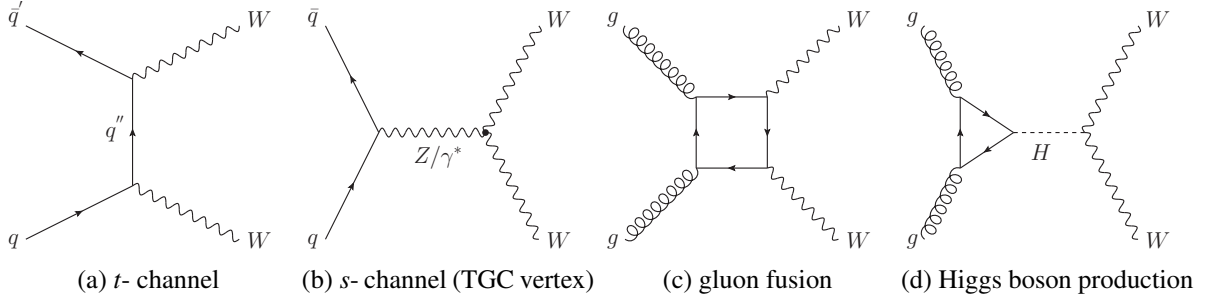 q̄′ W q̄ W g W g W
q″ Z/γ* H
q W q W g W g W
(a) t- channel (b) s- channel (TGC vertex) (c) gluon fusion (d) Higgs boson production